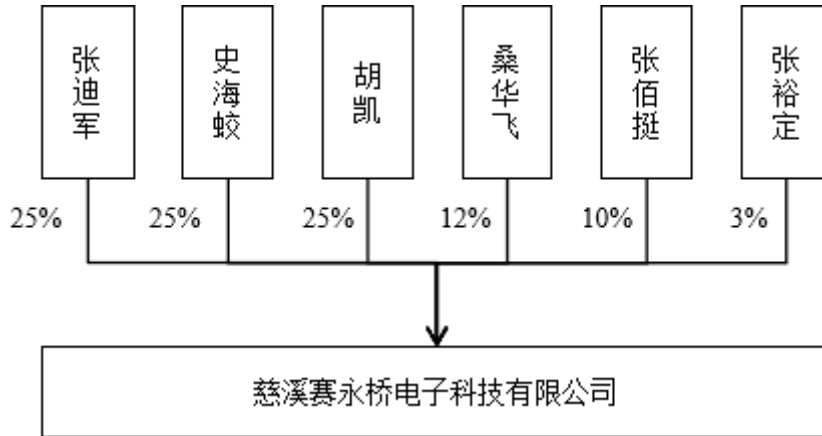 张迪军
史海蛟
胡凯
桑华飞
张佰挺
张裕定
25%
25%
25%
12%
10%
3%
慈溪赛永桥电子科技有限公司